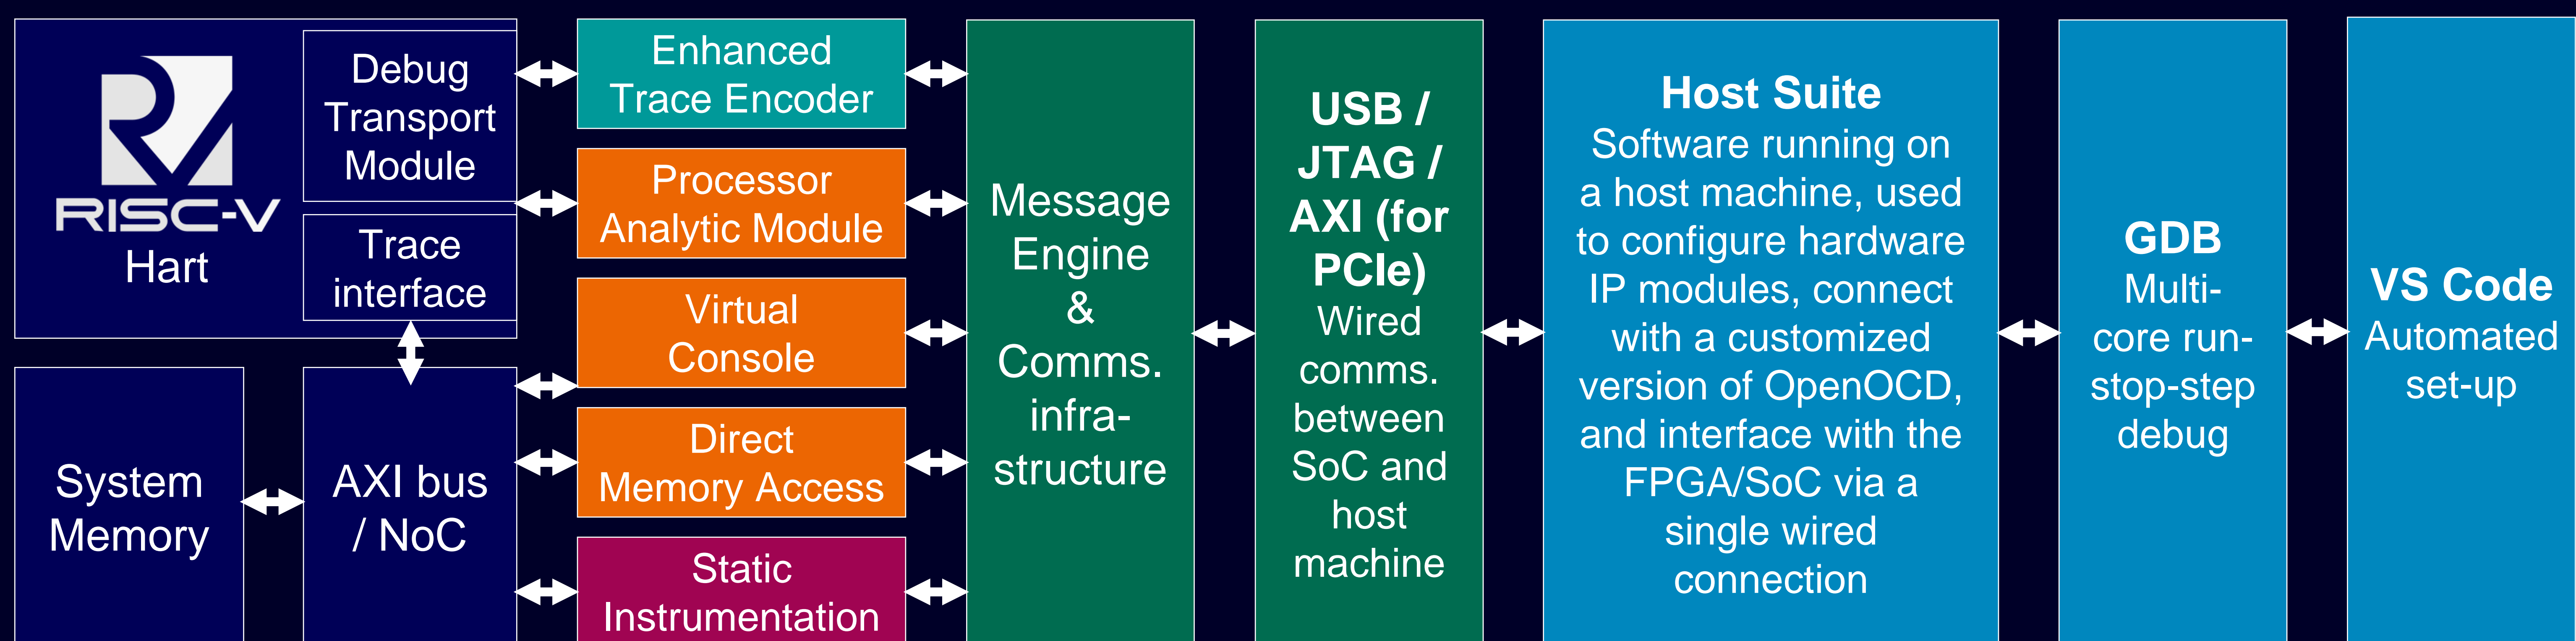 RISC-V
Hart
Debug
Transport
Module
Trace
interface
System
Memory
AXI bus
/ NoC
Enhanced
Trace Encoder
Processor
Analytic Module
Virtual
Console
Direct
Memory Access
Static
Instrumentation
Message
Engine
&
Comms.
infra-
structure
USB /
JTAG /
AXI (for
PCIe)
Wired
comms.
between
SoC and
host
machine
Host Suite
Software running on
a host machine, used
to configure hardware
IP modules, connect
with a customized
version of OpenOCD,
and interface with the
FPGA/SoC via a
single wired
connection
GDB
Multi-
core run-
stop-step
debug
VS Code
Automated
set-up